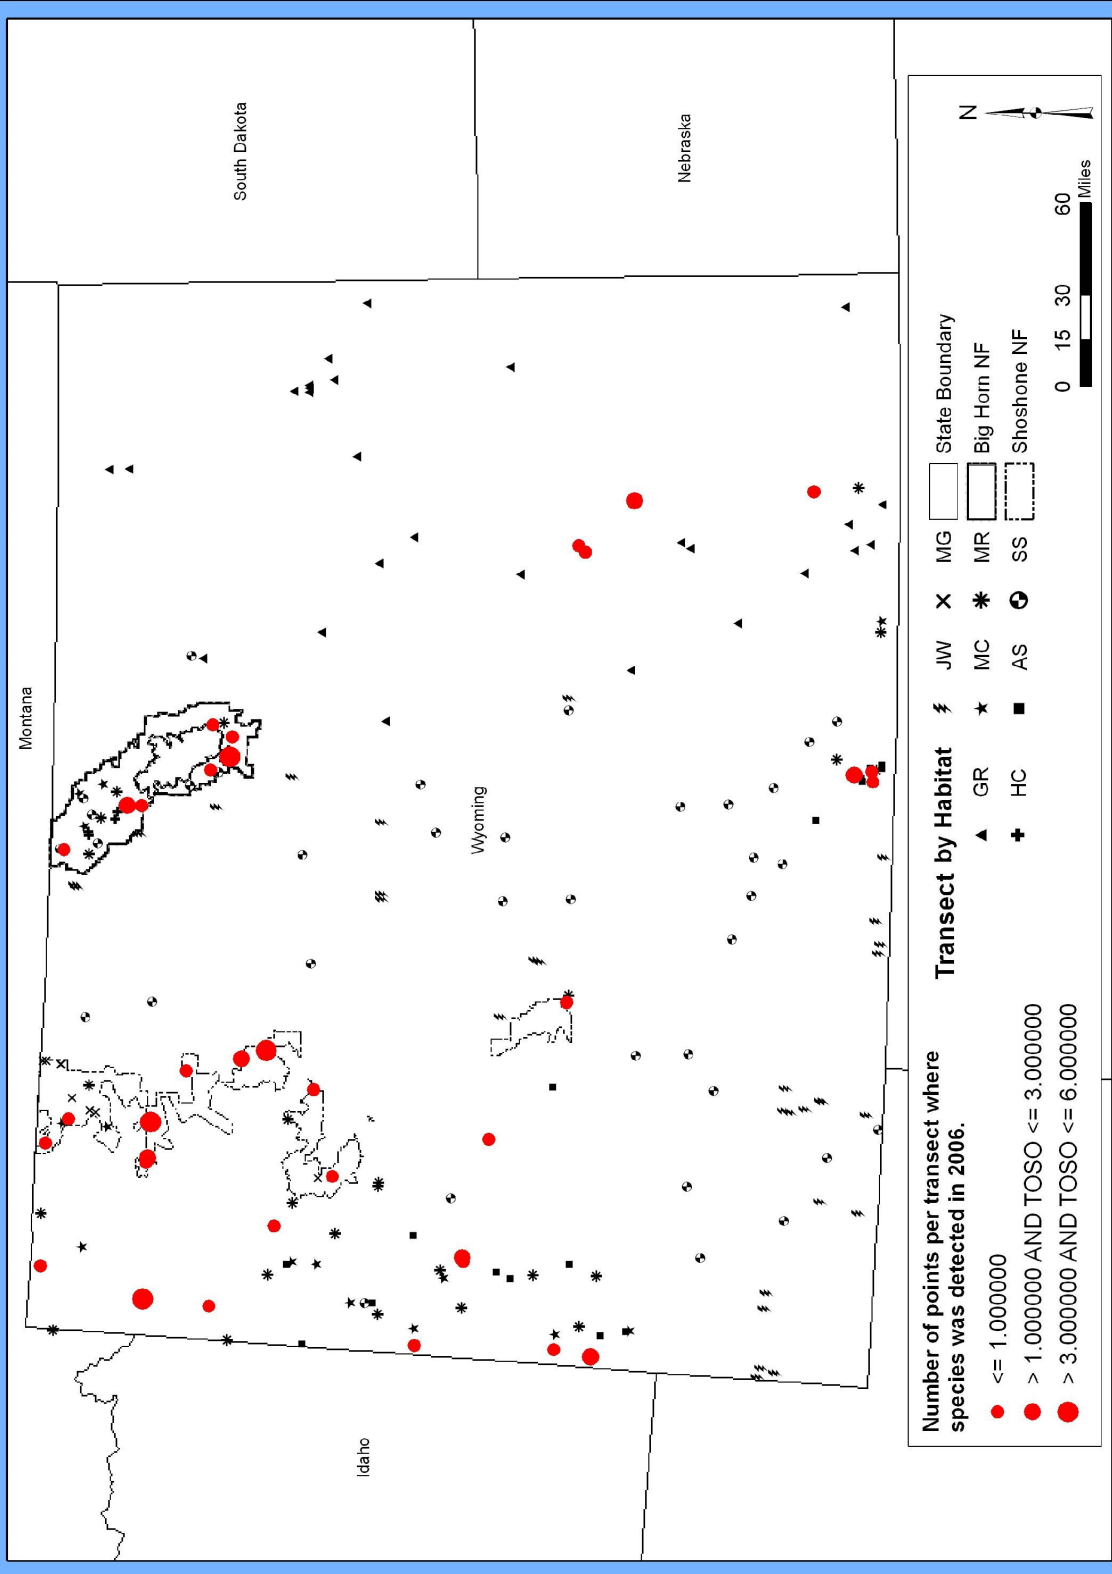 Montana
South Dakota
Wyoming
Nebraska
Idaho
Number of points per transect where
species was detected in 2006.
<= 1.000000
> 1.000000 AND TOSO <= 3.000000
> 3.000000 AND TOSO <= 6.000000
Transect by Habitat
GR
HC
JW
MC
AS
MG
MR
SS
State Boundary
Big Horn NF
Shoshone NF
N
0 15 30 60
Miles